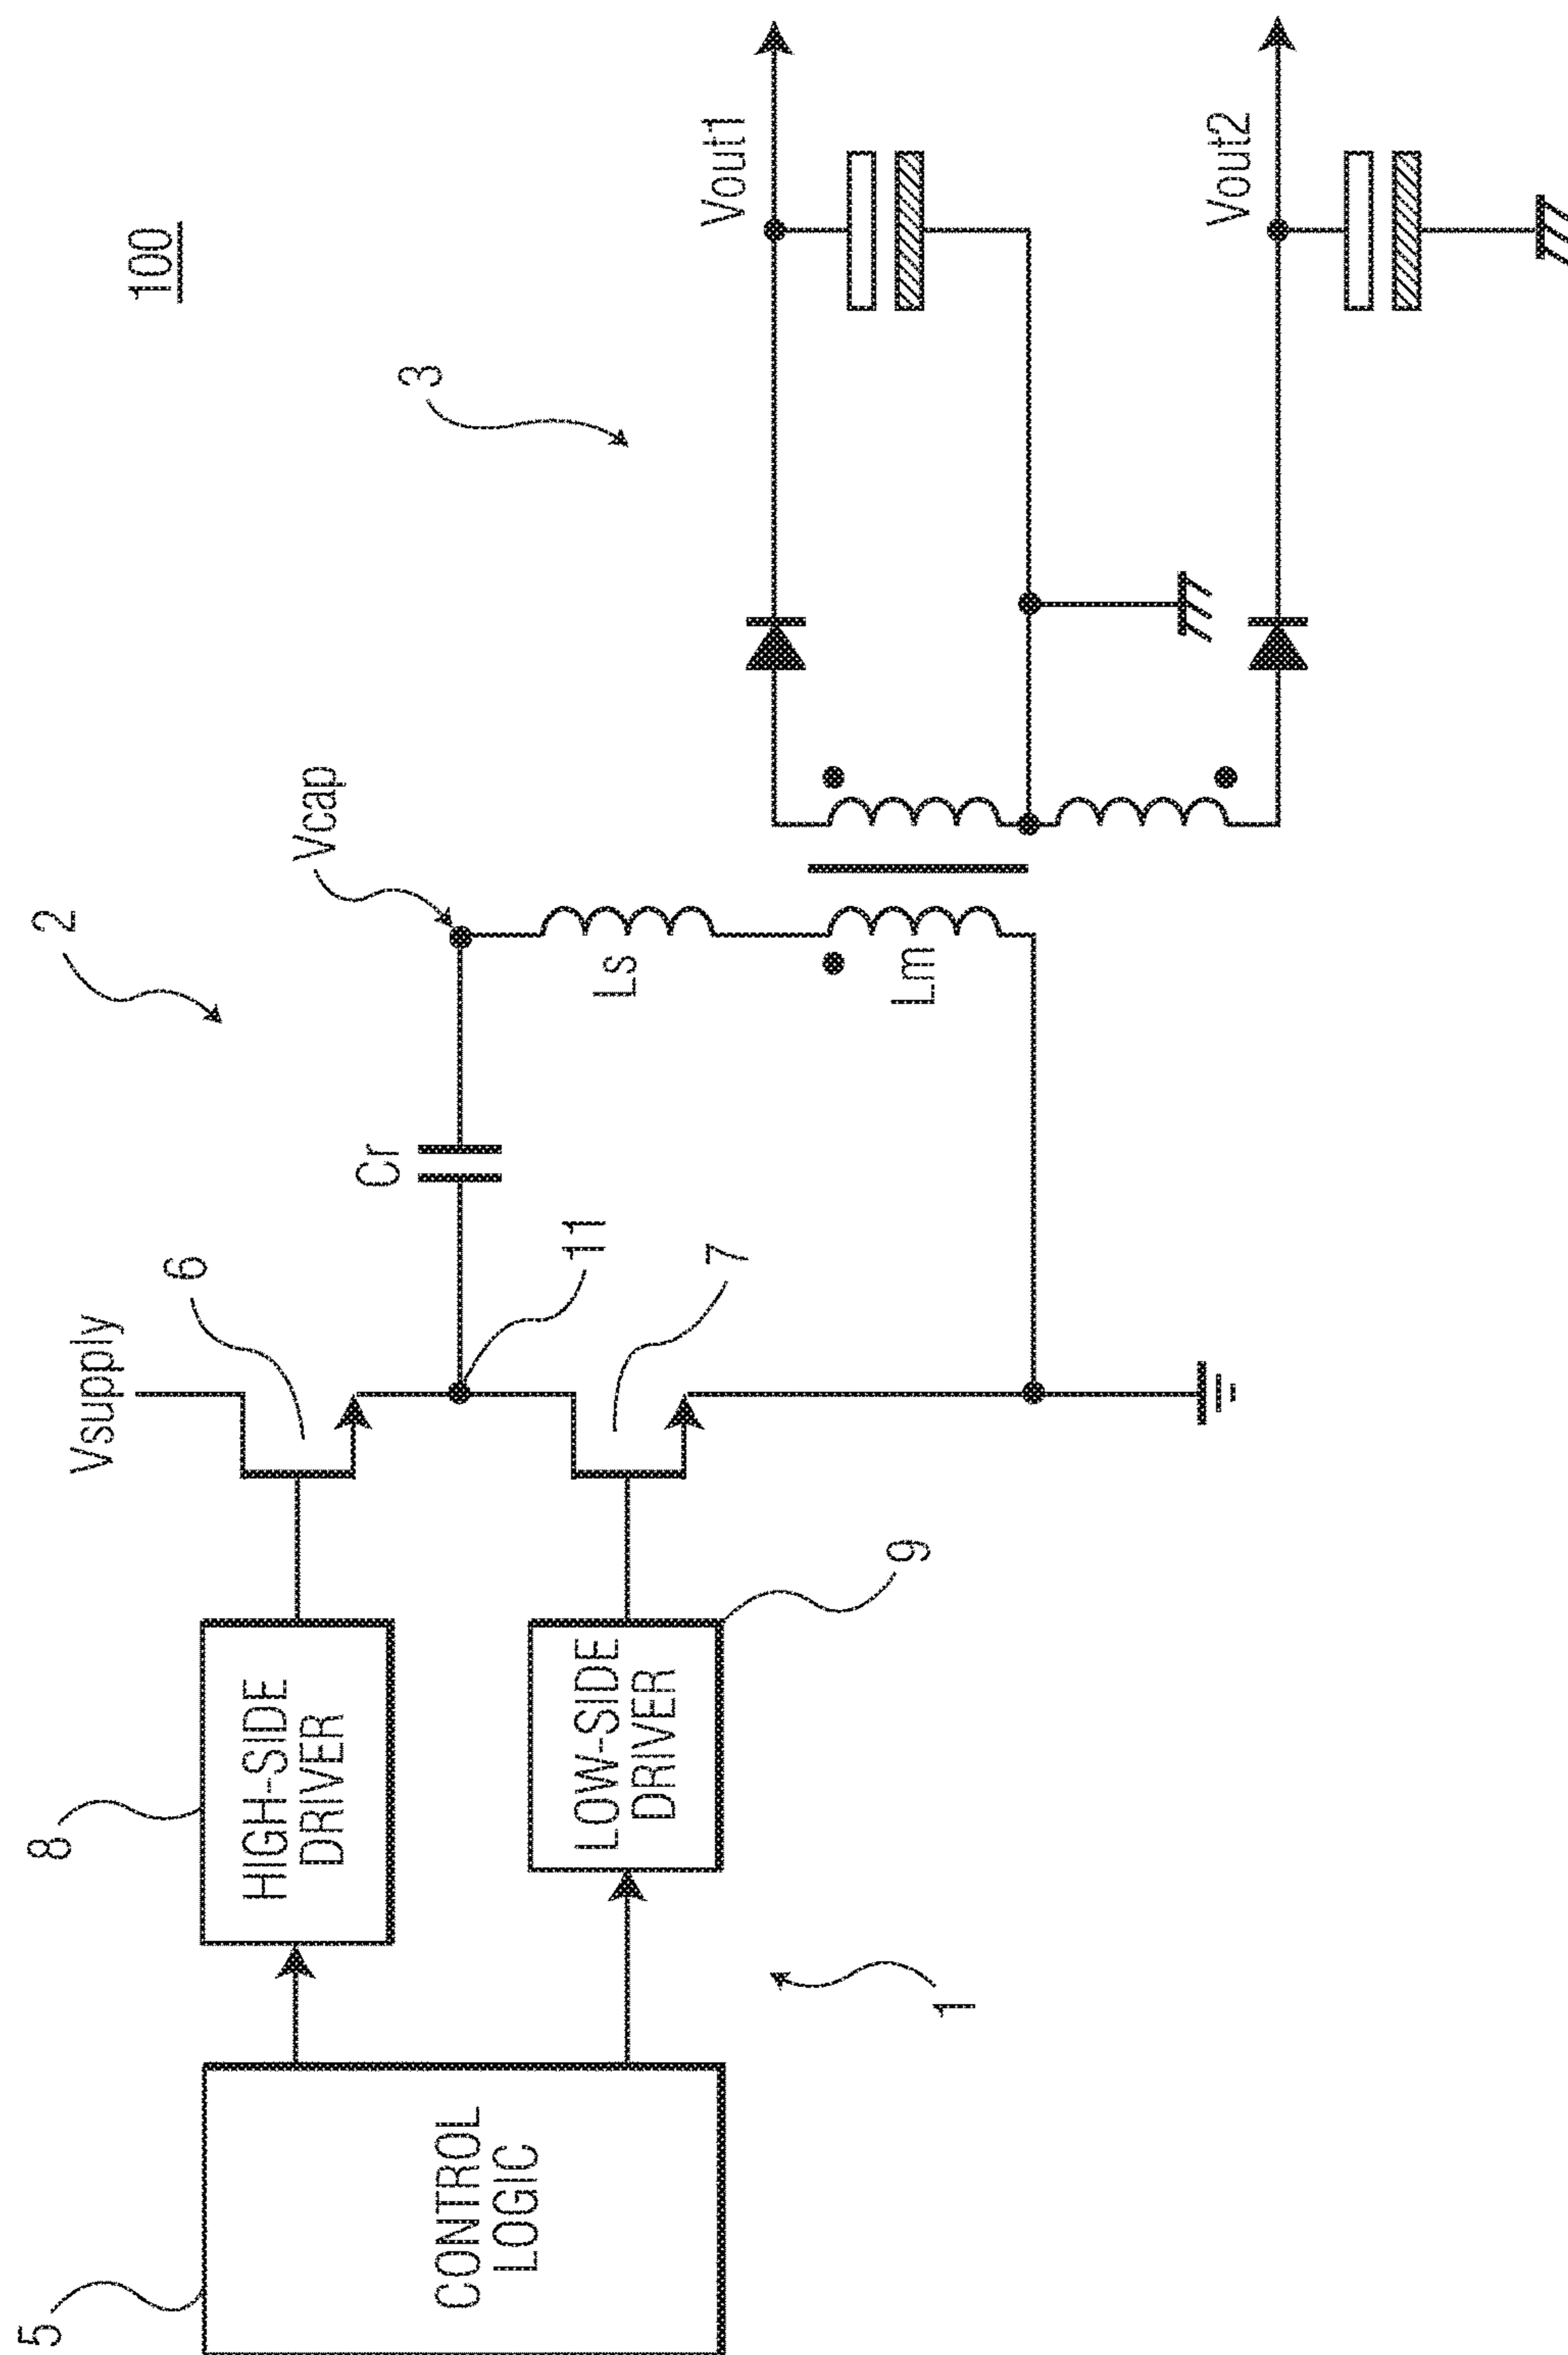 100
2
3
Vsupply
6
Vcap
Cr
11
7
Ls
Lm
Vout1
Vout2
8
HIGH-SIDE
DRIVER
LOW-SIDE
DRIVER
9
5
CONTROL
LOGIC
1